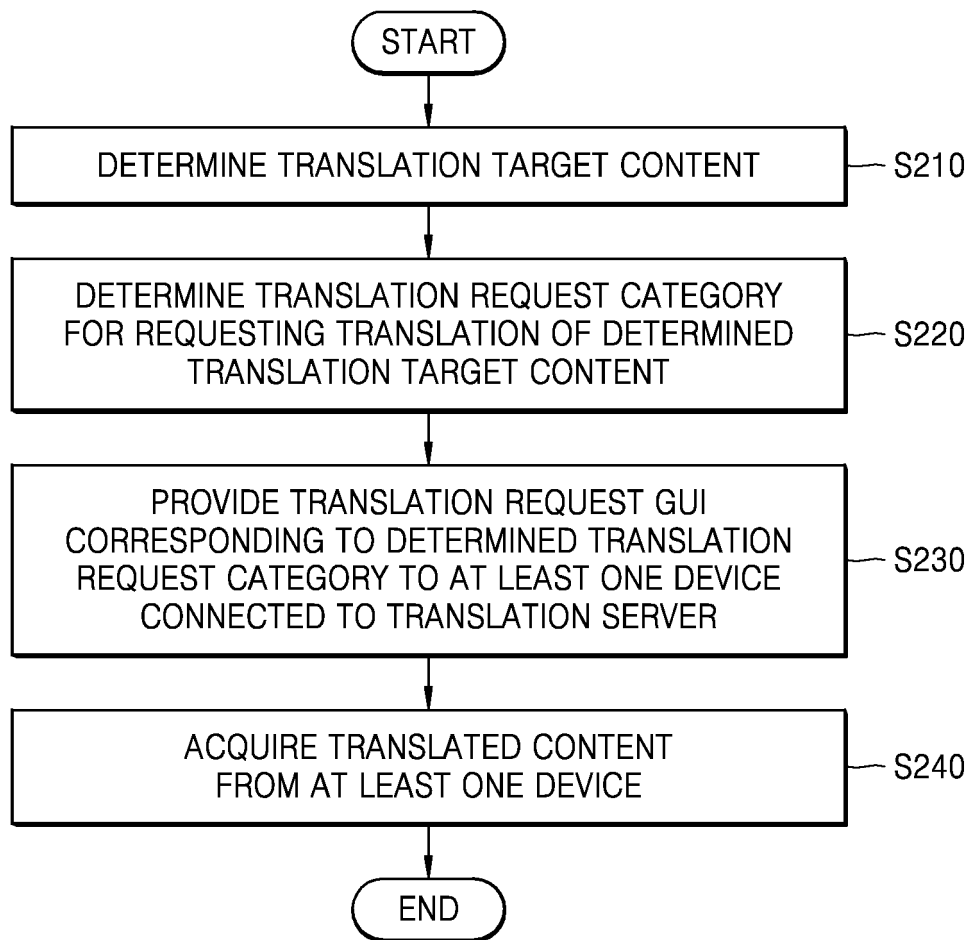 START
DETERMINE TRANSLATION TARGET CONTENT
S210
DETERMINE TRANSLATION REQUEST CATEGORY
FOR REQUESTING TRANSLATION OF DETERMINED
TRANSLATION TARGET CONTENT
S220
PROVIDE TRANSLATION REQUEST GUI
CORRESPONDING TO DETERMINED TRANSLATION
REQUEST CATEGORY TO AT LEAST ONE DEVICE
CONNECTED TO TRANSLATION SERVER
S230
ACQUIRE TRANSLATED CONTENT
FROM AT LEAST ONE DEVICE
S240
END